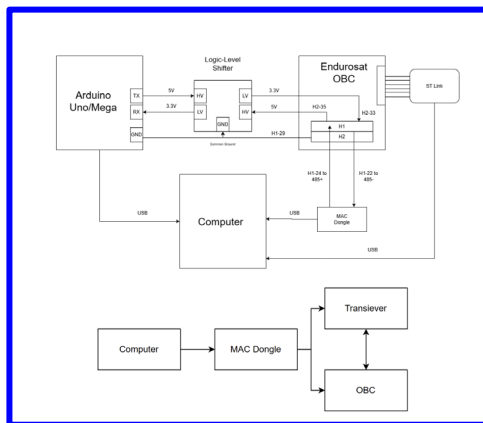 Logic-Level
Shifter
Arduino
Uno/Mega
Endurosat
OBC
ST Link
TX
5V
HV
LV
3.3V
RX
3.3V
LV
HV
5V
H2-35
H2-33
GND
GND
Common Ground
H1-29
H1
H2
H1-24 to
485+
H1-22 to
485-
USB
Computer
USB
MAC
Dongle
USB
Computer
MAC Dongle
Transiever
OBC